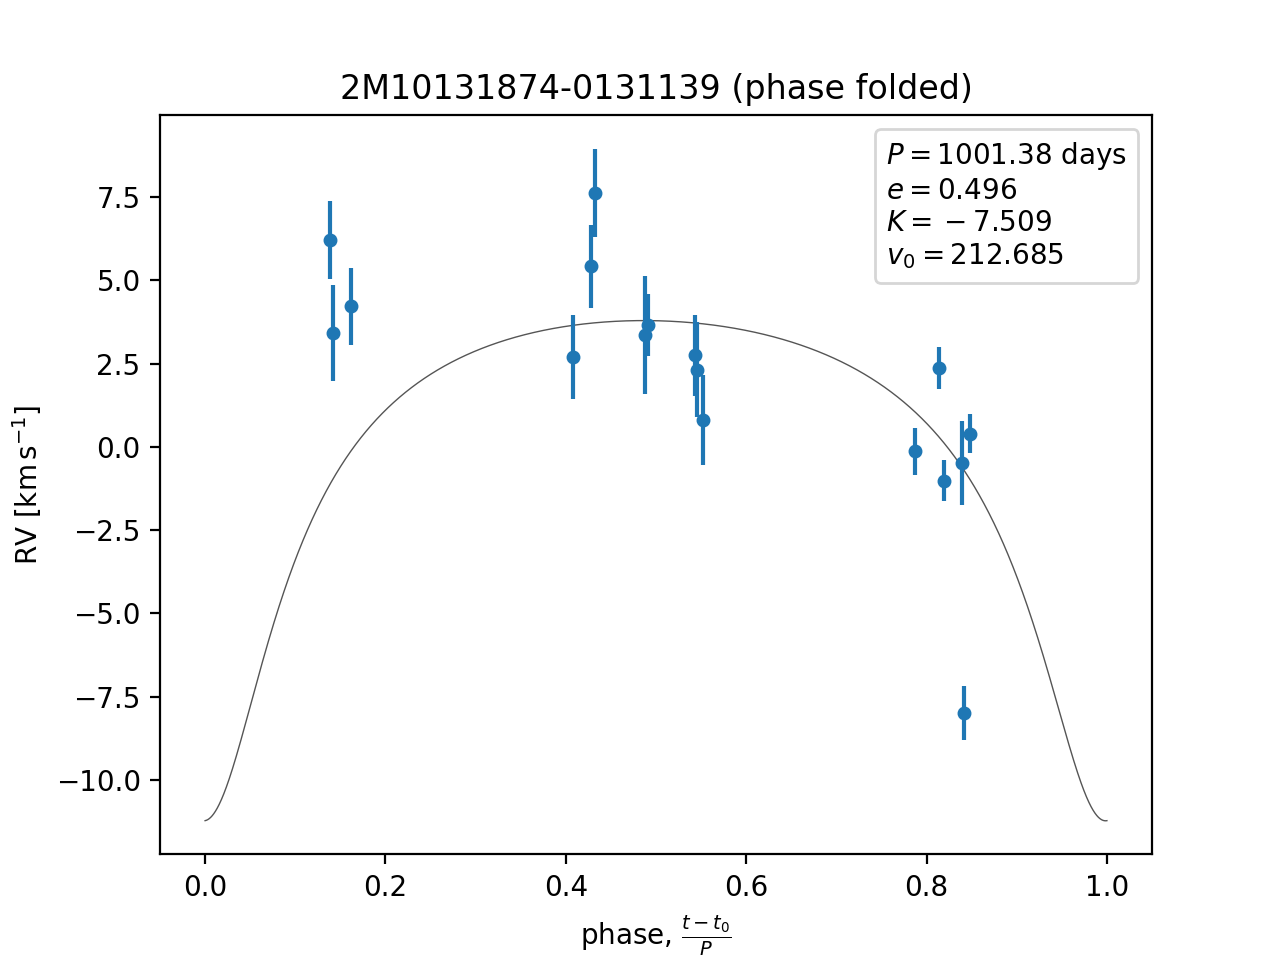 2M10131874-0131139 (phase folded)
P = 1001.38 days
e = 0.496
K = −7.509
v₀ = 212.685
7.5
5.0
2.5
0.0
−2.5
−5.0
−7.5
−10.0
RV [km s⁻¹]
0.0 0.2 0.4 0.6 0.8 1.0
phase, (t − t₀)/P